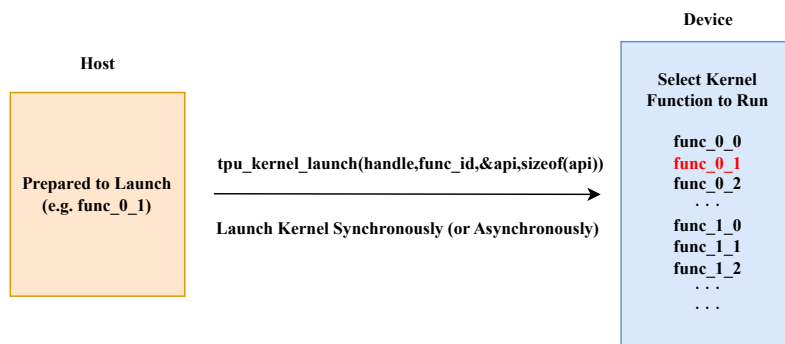 Host
Prepared to Launch
(e.g. func_0_1)
tpu_kernel_launch(handle,func_id,&api,sizeof(api))
Launch Kernel Synchronously (or Asynchronously)
Device
Select Kernel
Function to Run
func_0_0
func_0_1
func_0_2
. . .
func_1_0
func_1_1
func_1_2
. . .
. . .